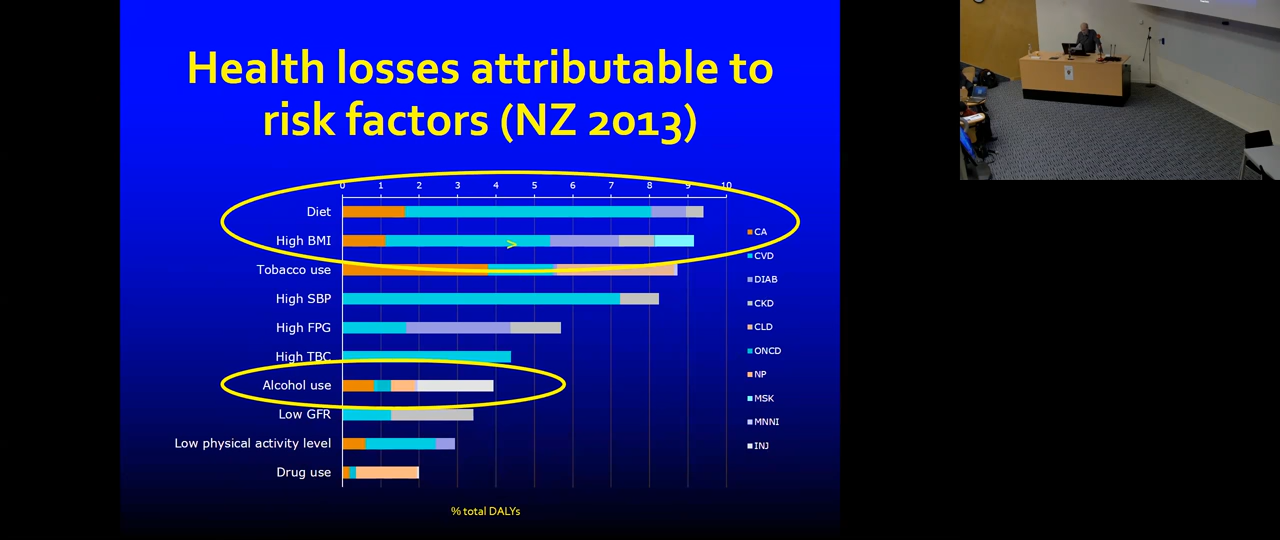 Health losses attributable to
risk factors (NZ 2013)
0 1 2 3 4 5 6 7 8 9 10
Diet
High BMI
Tobacco use
High SBP
High FPG
High TBC
Alcohol use
Low GFR
Low physical activity level
Drug use
CA
CVD
DIAB
CKD
CLD
ONCD
NP
MSK
MNNI
INJ
% total DALYs